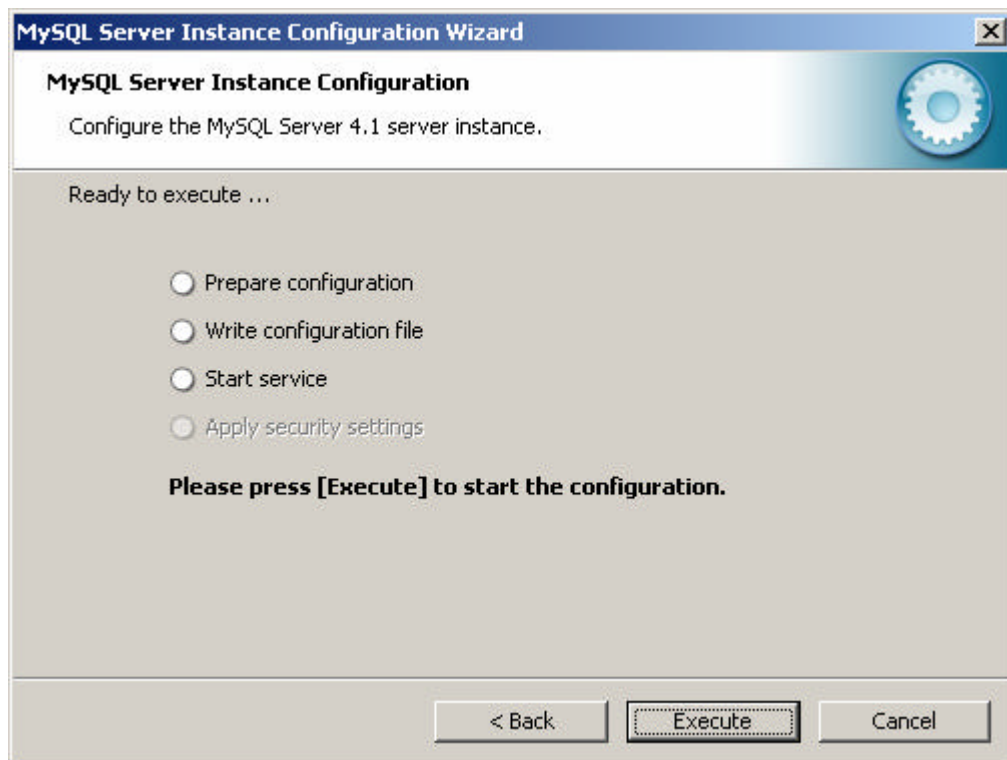 MySQL Server Instance Configuration Wizard
MySQL Server Instance Configuration
Configure the MySQL Server 4.1 server instance.
Ready to execute ...
Prepare configuration
Write configuration file
Start service
Apply security settings
Please press [Execute] to start the configuration.
< Back Execute Cancel